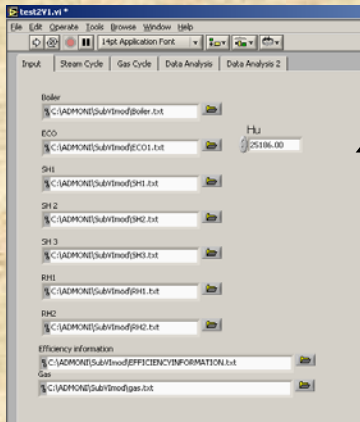 test2V1.vi *
File Edit Operate Tools Browse Window Help
14pt Application Font
Input Steam Cycle Gas Cycle Data Analysis Data Analysis 2
Boiler
C:\ADMONI\SubVImod\Boiler.txt
ECO
C:\ADMONI\SubVImod\ECO1.txt
Hu
25186.00
SH1
C:\ADMONI\SubVImod\SH1.txt
SH 2
C:\ADMONI\SubVImod\SH2.txt
SH 3
C:\ADMONI\SubVImod\SH3.txt
RH1
C:\ADMONI\SubVImod\RH1.txt
RH2
C:\ADMONI\SubVImod\RH2.txt
Efficiency information
C:\ADMONI\SubVImod\EFFICIENCYINFORMATION.txt
Gas
C:\ADMONI\SubVImod\gas.txt